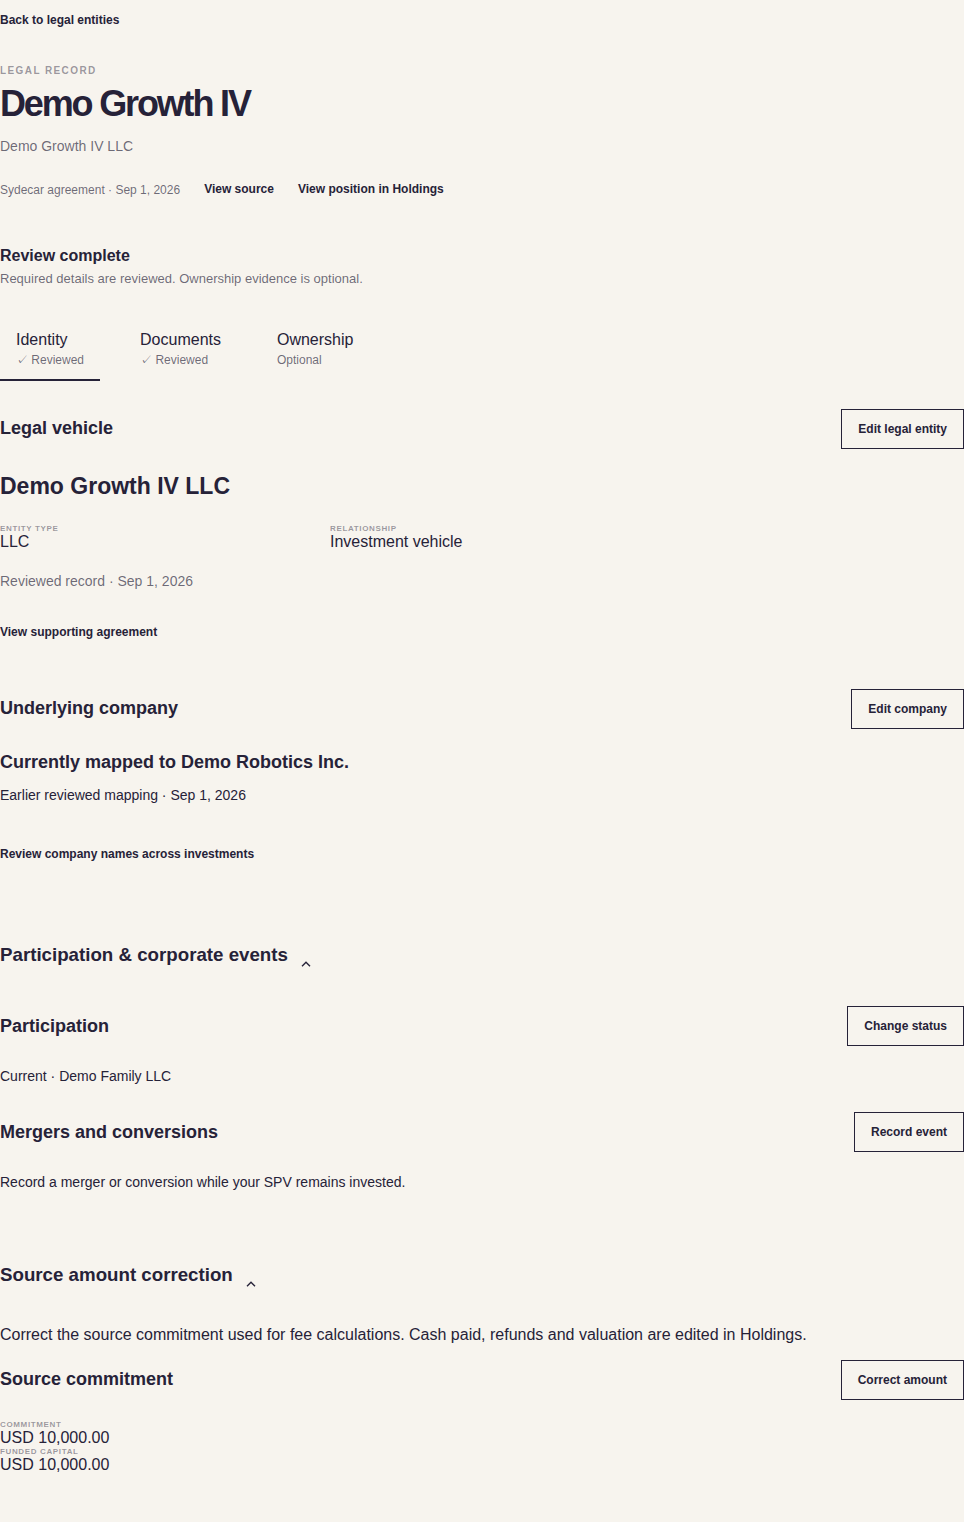 Back to legal entities
LEGAL RECORD
Demo Growth IV
Demo Growth IV LLC
Sydecar agreement · Sep 1, 2026 View source View position in Holdings
Review complete
Required details are reviewed. Ownership evidence is optional.
Identity Documents Ownership
✓ Reviewed ✓ Reviewed Optional
Legal vehicle Edit legal entity
Demo Growth IV LLC
ENTITY TYPE RELATIONSHIP
LLC Investment vehicle
Reviewed record · Sep 1, 2026
View supporting agreement
Underlying company Edit company
Currently mapped to Demo Robotics Inc.
Earlier reviewed mapping · Sep 1, 2026
Review company names across investments
Participation & corporate events
Participation Change status
Current · Demo Family LLC
Mergers and conversions Record event
Record a merger or conversion while your SPV remains invested.
Source amount correction
Correct the source commitment used for fee calculations. Cash paid, refunds and valuation are edited in Holdings.
Source commitment Correct amount
COMMITMENT
USD 10,000.00
FUNDED CAPITAL
USD 10,000.00